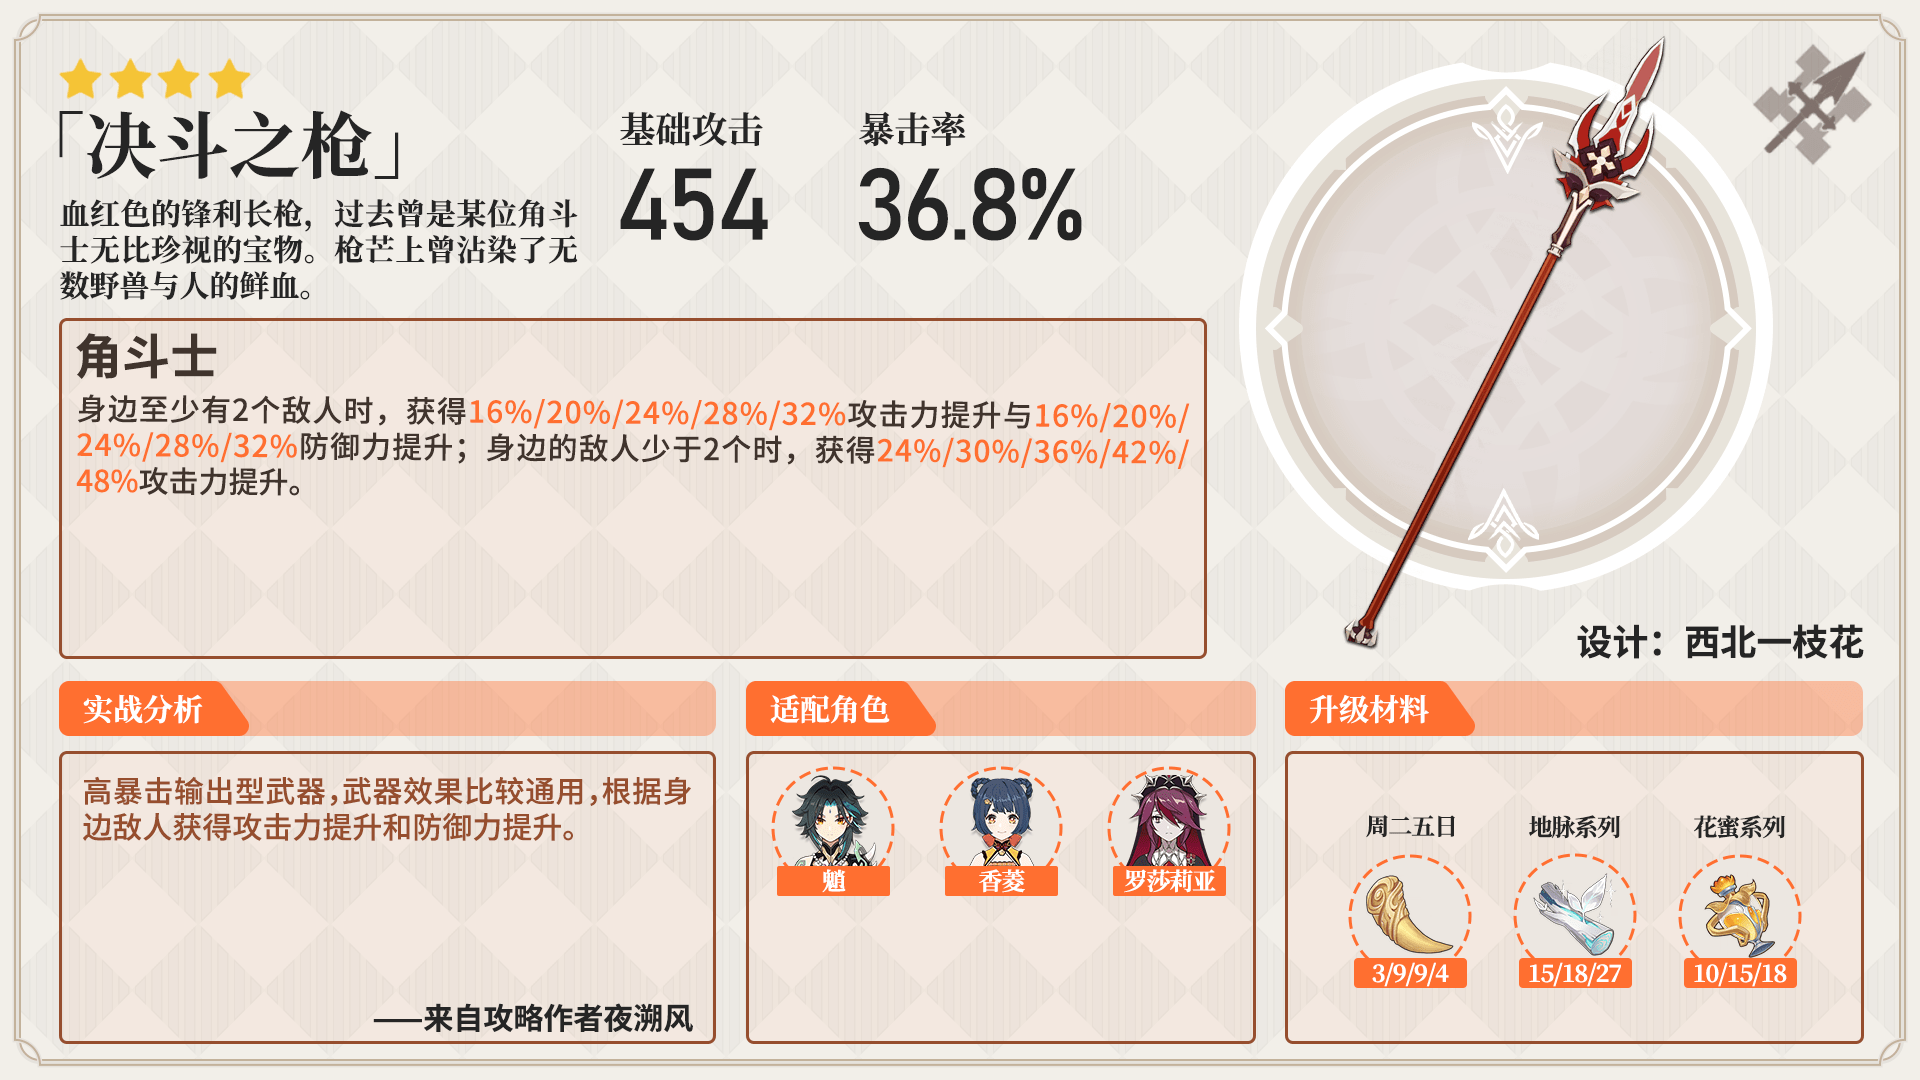 「决斗之枪」
血红色的锋利长枪，过去曾是某位角斗
士无比珍视的宝物。枪芒上曾沾染了无
数野兽与人的鲜血。
基础攻击
454
暴击率
36.8%
角斗士
身边至少有2个敌人时，获得16%/20%/24%/28%/32%攻击力提升与16%/20%/
24%/28%/32%防御力提升；身边的敌人少于2个时，获得24%/30%/36%/42%/
48%攻击力提升。
设计：西北一枝花
实战分析
高暴击输出型武器，武器效果比较通用，根据身
边敌人获得攻击力提升和防御力提升。
——来自攻略作者夜溯风
适配角色
魈
香菱
罗莎莉亚
升级材料
周二五日
地脉系列
花蜜系列
3/9/9/4
15/18/27
10/15/18